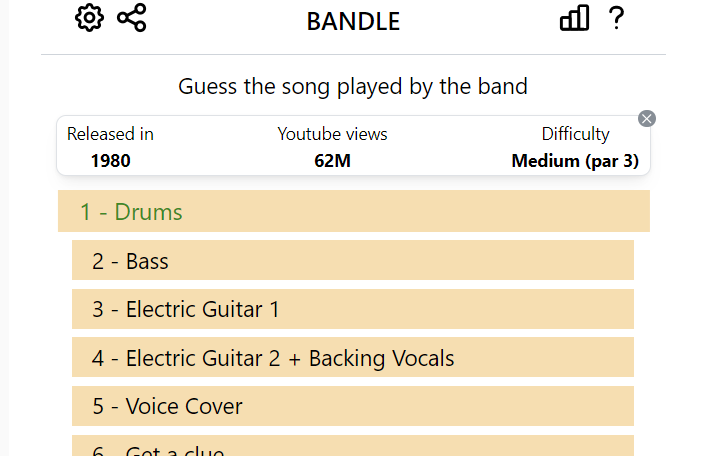 BANDLE
?
Guess the song played by the band
Released in Youtube views Difficulty
1980 62M Medium (par 3)
1 - Drums
2 - Bass
3 - Electric Guitar 1
4 - Electric Guitar 2 + Backing Vocals
5 - Voice Cover
6 - Get a clue